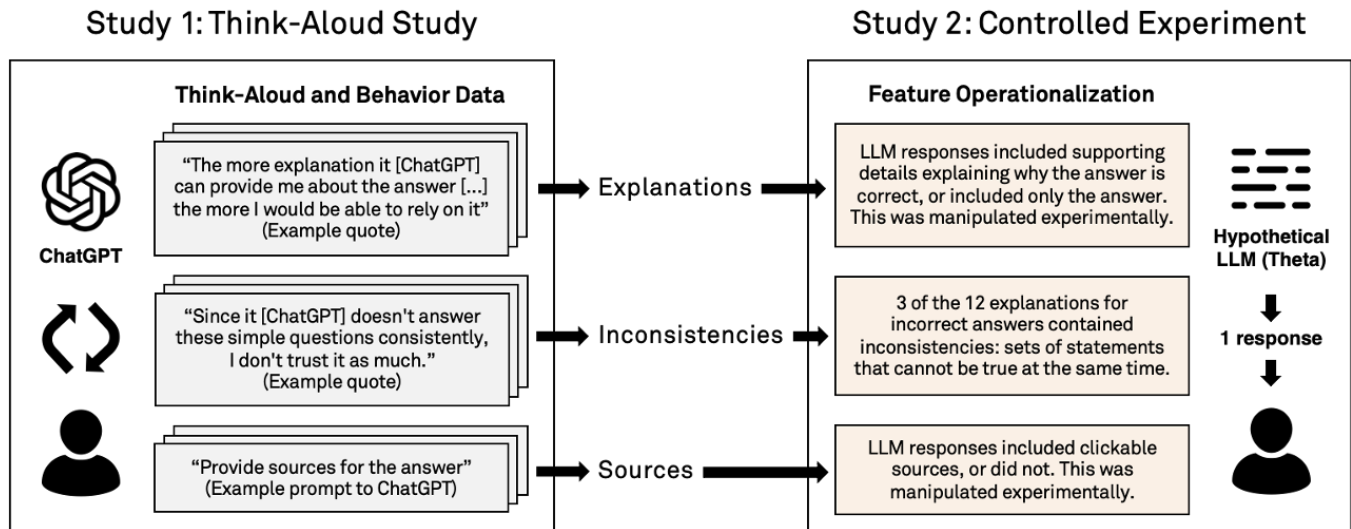 Study 1: Think-Aloud Study
Think-Aloud and Behavior Data
ChatGPT
“The more explanation it [ChatGPT]
can provide me about the answer [...]
the more I would be able to rely on it”
(Example quote)
“Since it [ChatGPT] doesn't answer
these simple questions consistently,
I don't trust it as much.”
(Example quote)
“Provide sources for the answer”
(Example prompt to ChatGPT)
Explanations
Inconsistencies
Sources
Study 2: Controlled Experiment
Feature Operationalization
LLM responses included supporting
details explaining why the answer is
correct, or included only the answer.
This was manipulated experimentally.
3 of the 12 explanations for
incorrect answers contained
inconsistencies: sets of statements
that cannot be true at the same time.
LLM responses included clickable
sources, or did not. This was
manipulated experimentally.
Hypothetical
LLM (Theta)
1 response